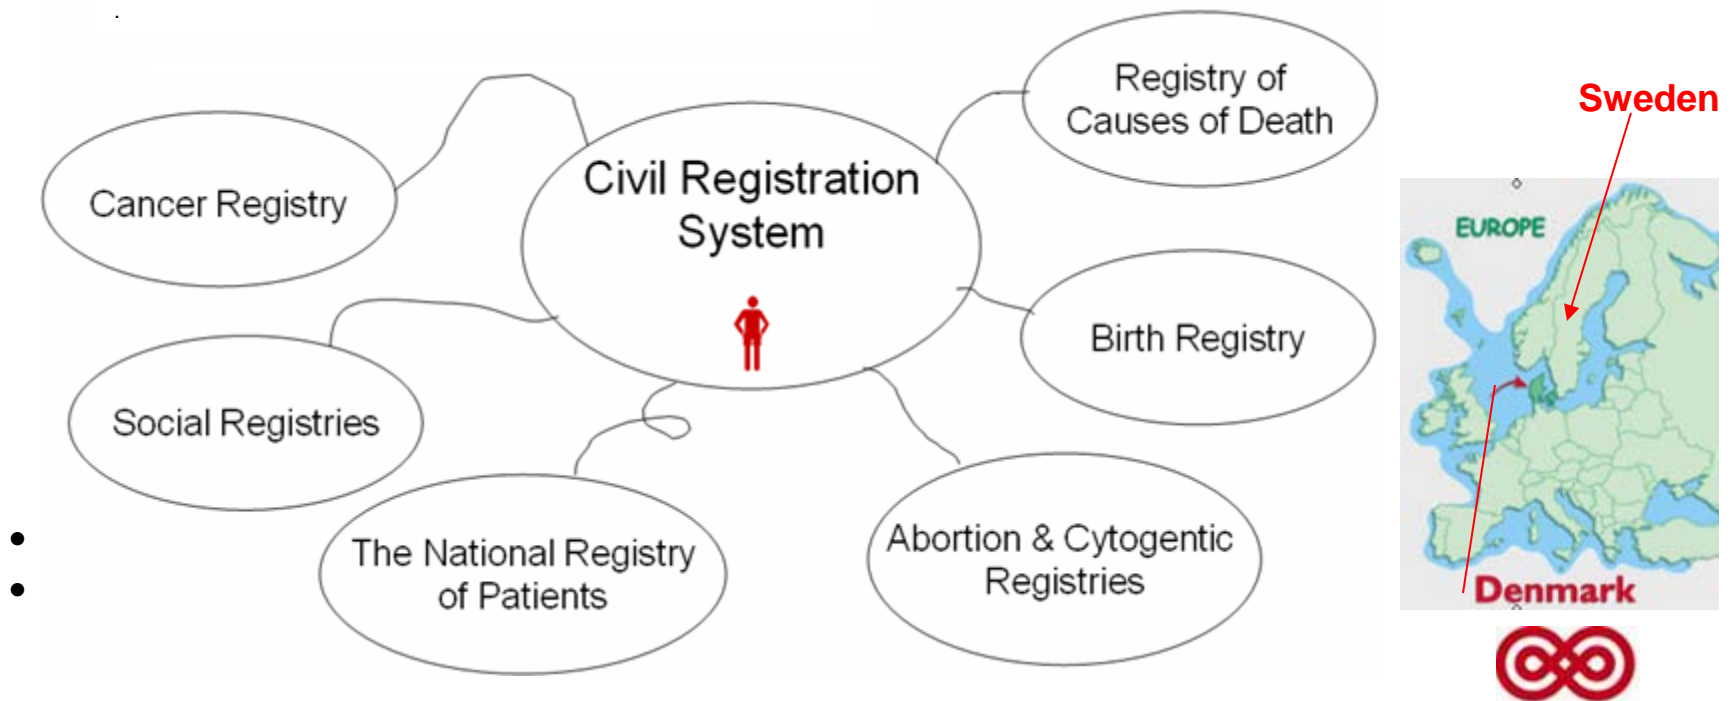 Civil Registration
System
Cancer Registry
Social Registries
The National Registry
of Patients
Abortion & Cytogentic
Registries
Birth Registry
Registry of
Causes of Death
Sweden
EUROPE
Denmark